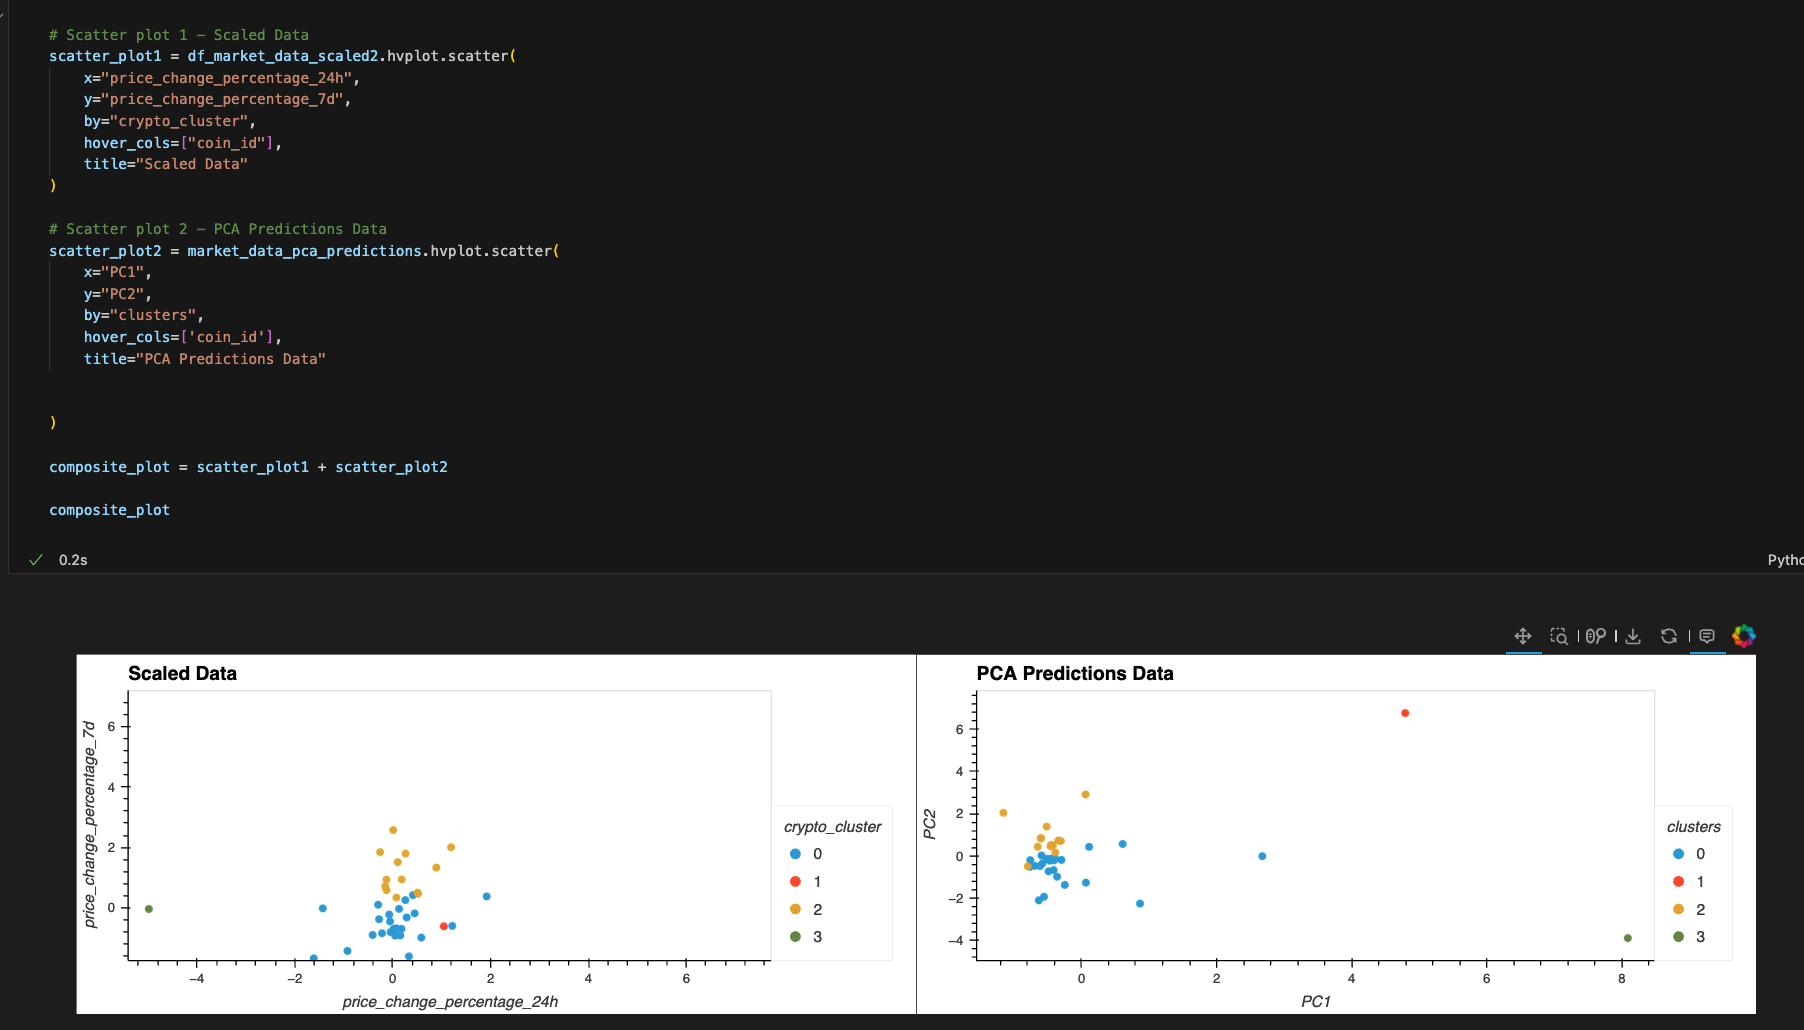 # Scatter plot 1 – Scaled Data
scatter_plot1 = df_market_data_scaled2.hvplot.scatter(
    x="price_change_percentage_24h",
    y="price_change_percentage_7d",
    by="crypto_cluster",
    hover_cols=["coin_id"],
    title="Scaled Data"
)
# Scatter plot 2 – PCA Predictions Data
scatter_plot2 = market_data_pca_predictions.hvplot.scatter(
    x="PC1",
    y="PC2",
    by="clusters",
    hover_cols=['coin_id'],
    title="PCA Predictions Data"
)
composite_plot = scatter_plot1 + scatter_plot2
composite_plot
0.2s
Pytho
Scaled Data
price_change_percentage_7d
6
4
2
0
−4
−2
0
2
4
6
price_change_percentage_24h
crypto_cluster
0
1
2
3
PCA Predictions Data
PC2
6
4
2
0
−2
−4
0
2
4
6
8
PC1
clusters
0
1
2
3